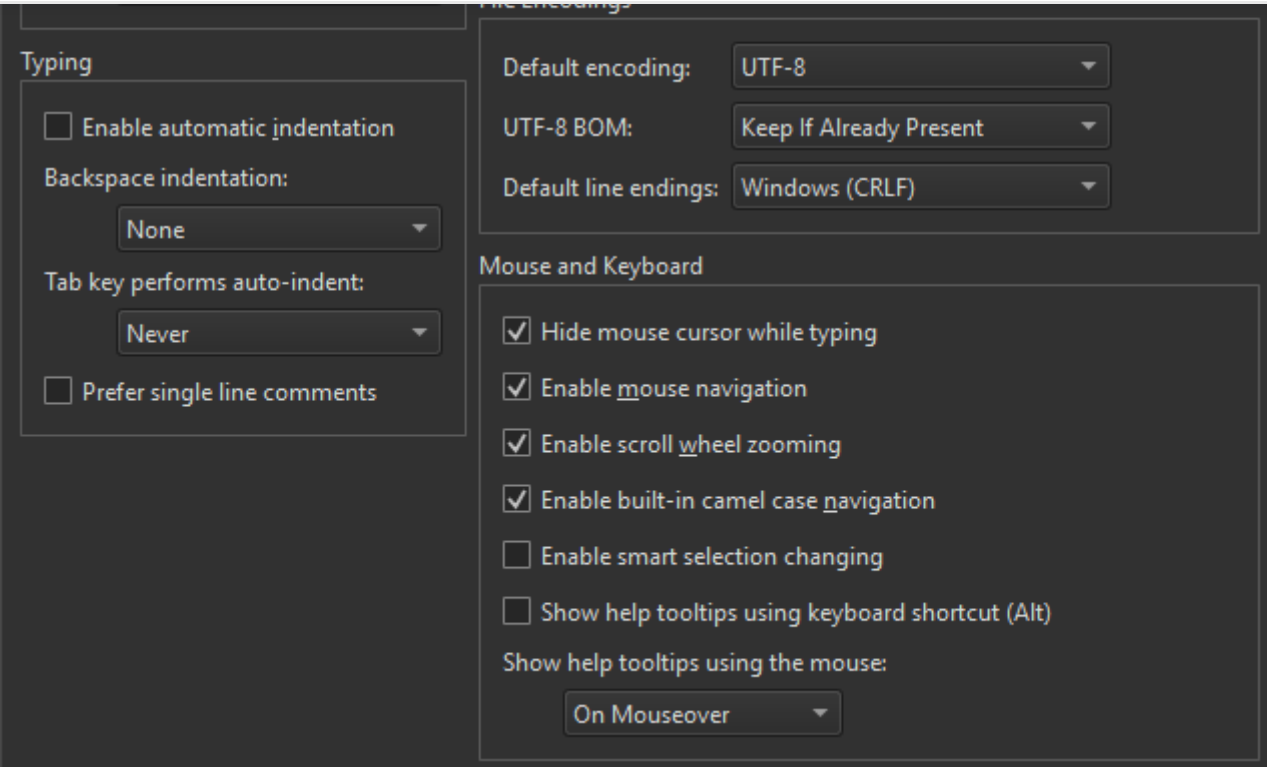 File Encodings
Typing
Enable automatic indentation
Backspace indentation:
None
Tab key performs auto-indent:
Never
Prefer single line comments
Default encoding: UTF-8
UTF-8 BOM: Keep If Already Present
Default line endings: Windows (CRLF)
Mouse and Keyboard
Hide mouse cursor while typing
Enable mouse navigation
Enable scroll wheel zooming
Enable built-in camel case navigation
Enable smart selection changing
Show help tooltips using keyboard shortcut (Alt)
Show help tooltips using the mouse:
On Mouseover